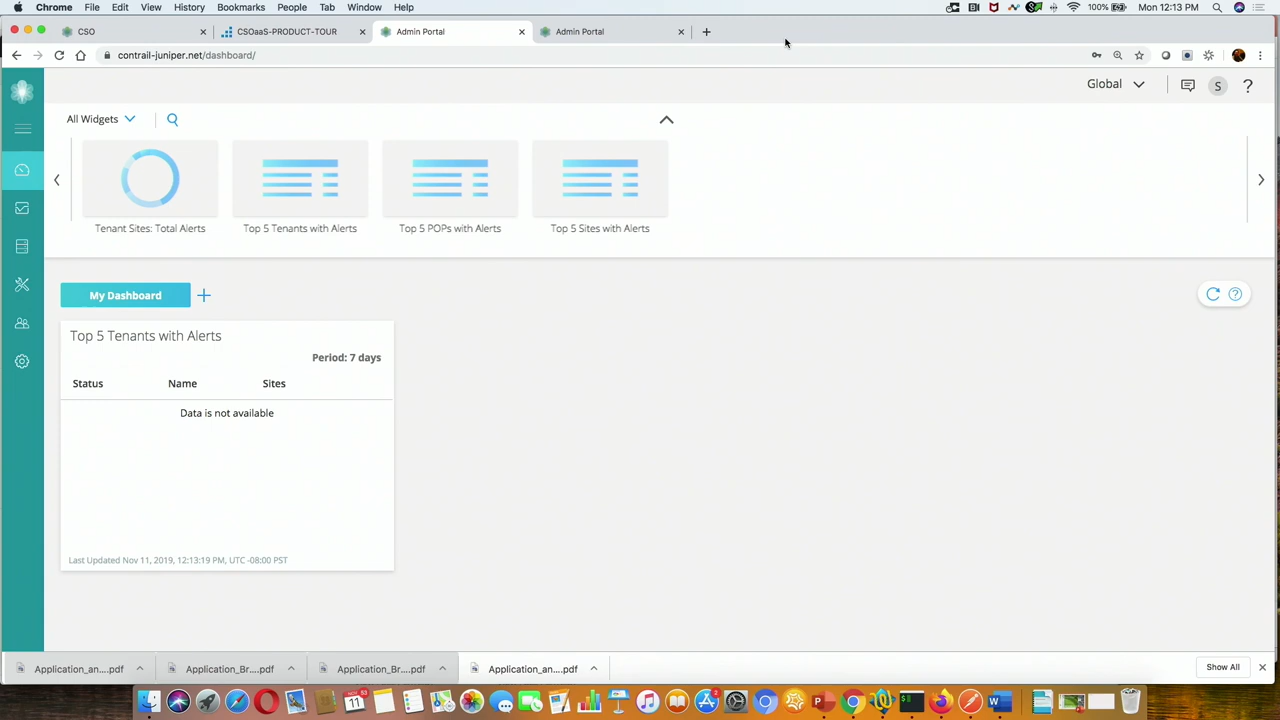 Chrome File Edit View History Bookmarks People Tab Window Help 100% Mon 12:13 PM
CSO CSOaaS-PRODUCT-TOUR Admin Portal Admin Portal
contrail-juniper.net/dashboard/
Global S ?
All Widgets
Tenant Sites: Total Alerts Top 5 Tenants with Alerts Top 5 POPs with Alerts Top 5 Sites with Alerts
My Dashboard
Top 5 Tenants with Alerts
Period: 7 days
Status Name Sites
Data is not available
Last Updated Nov 11, 2019, 12:13:19 PM, UTC -08:00 PST
Application_an....pdf Application_Br....pdf Application_Br....pdf Application_an....pdf Show All